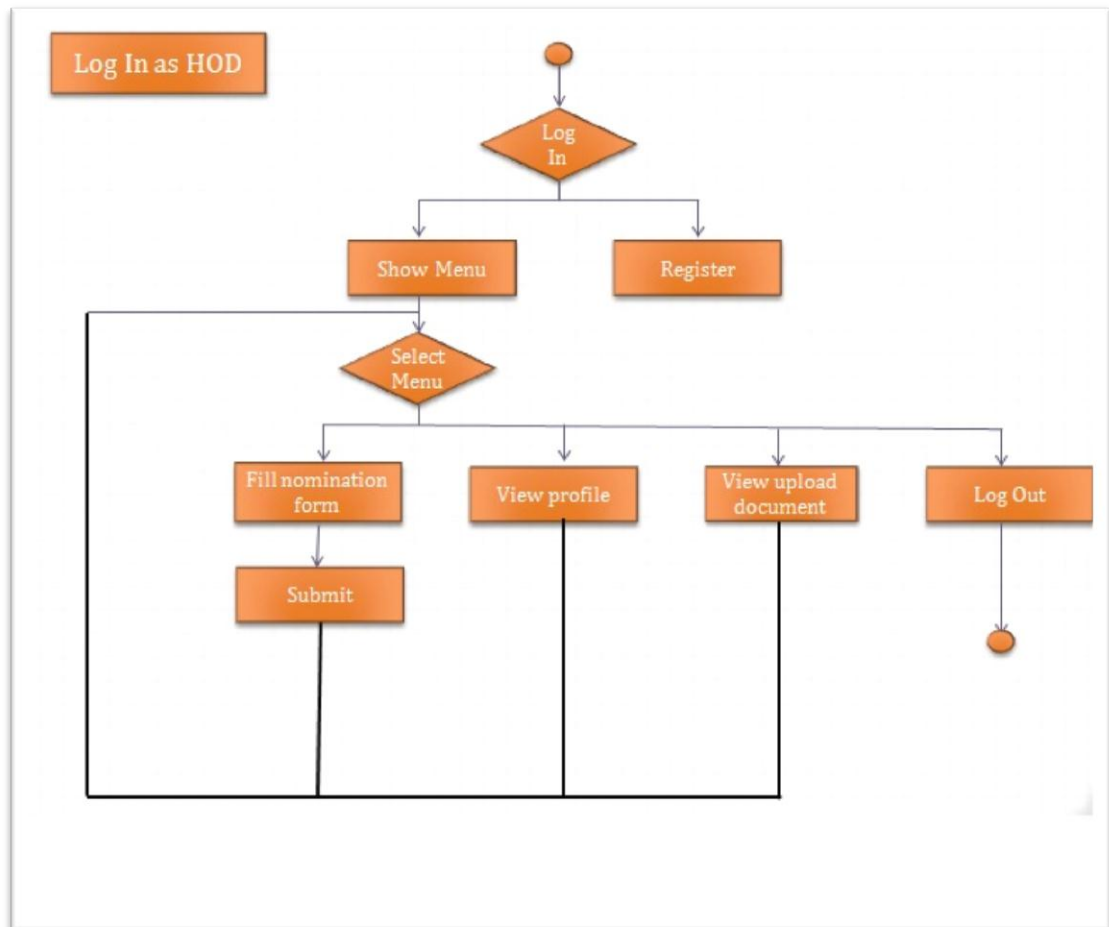 Log In as HOD
Log
In
Show Menu
Register
Select
Menu
Fill nomination
form
View profile
View upload
document
Log Out
Submit